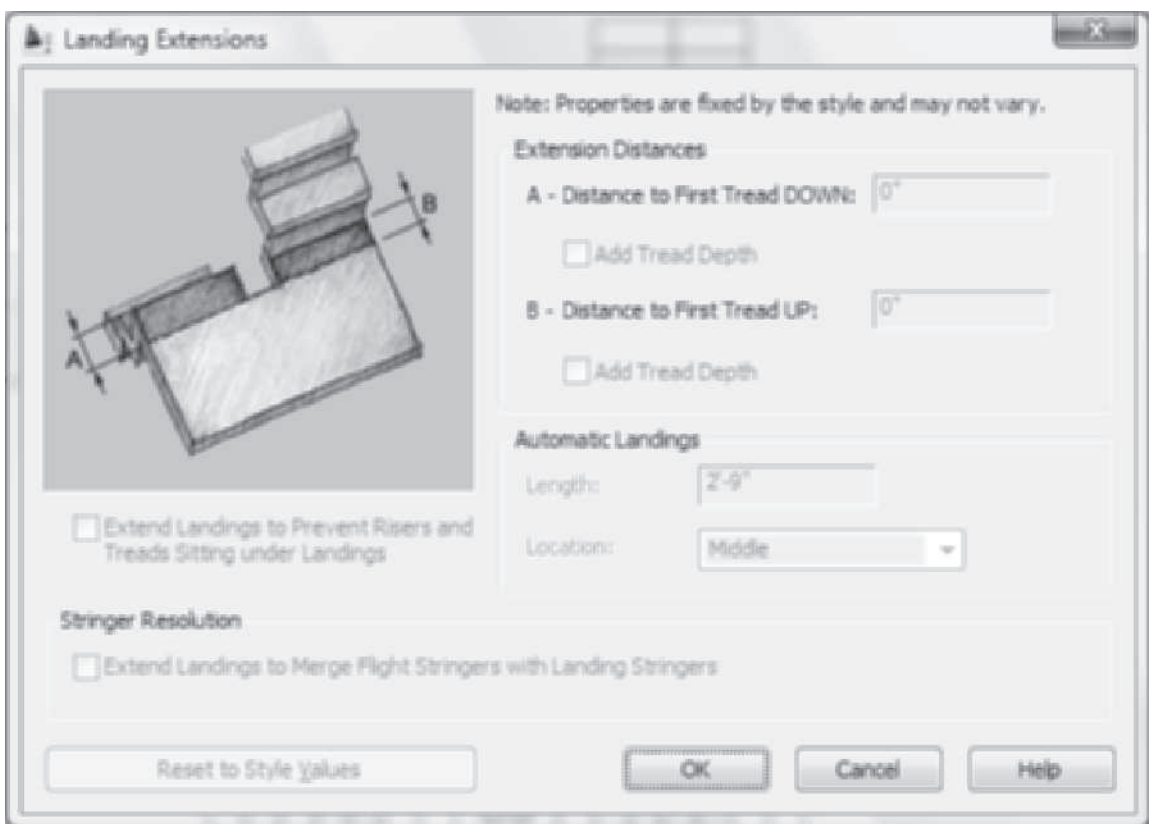 Landing Extensions
Note: Properties are fixed by the style and may not vary.
Extension Distances
A - Distance to First Tread DOWN:
0"
Add Tread Depth
B - Distance to First Tread UP:
0"
Add Tread Depth
A
B
Extend Landings to Prevent Risers and
Treads Sitting under Landings
Automatic Landings
Length:
2'-9"
Location:
Middle
Stringer Resolution
Extend Landings to Merge Flight Stringers with Landing Stringers
Reset to Style Values
OK
Cancel
Help